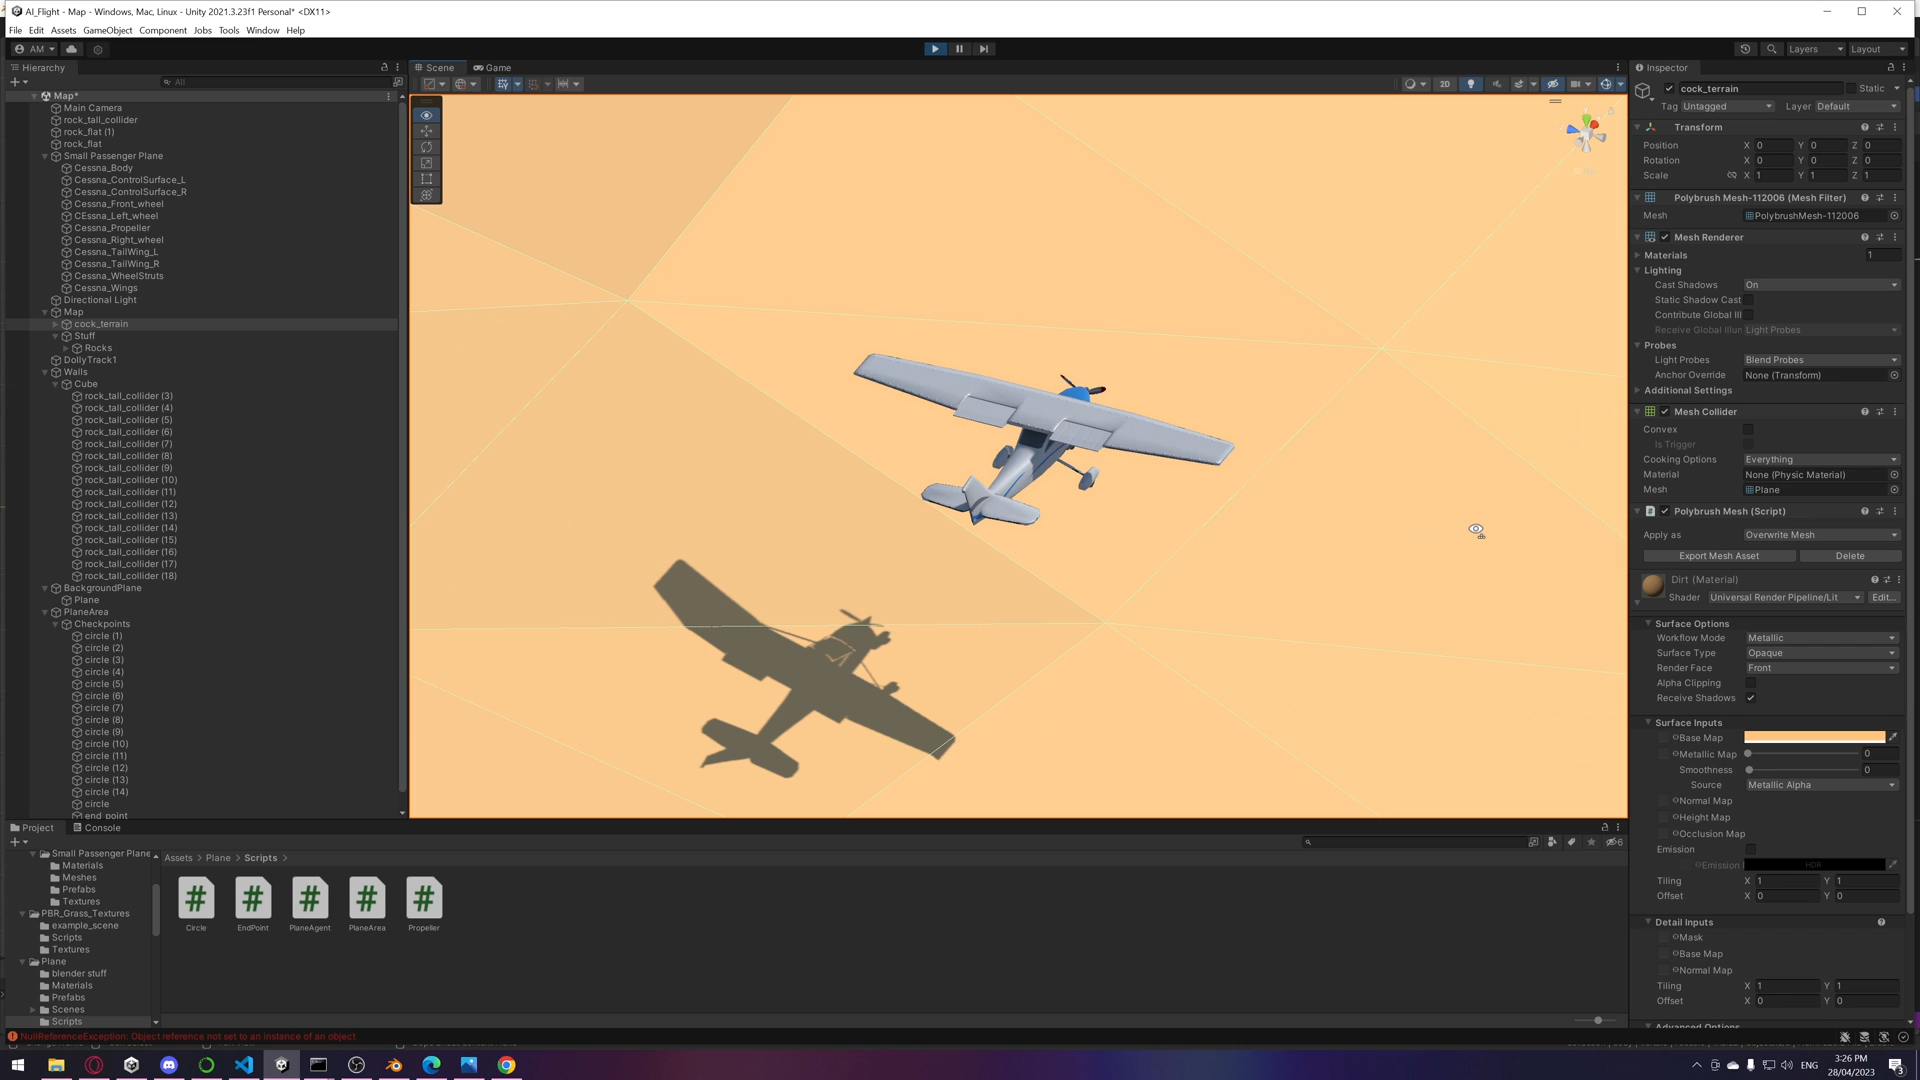 AI_Flight - Map - Windows, Mac, Linux - Unity 2021.3.23f1 Personal* <DX11>
File Edit Assets GameObject Component Jobs Tools Window Help
AM
Layers Layout
Hierarchy
All
Map*
Main Camera
rock_tall_collider
rock_flat (1)
rock_flat
Small Passenger Plane
Cessna_Body
Cessna_ControlSurface_L
Cessna_ControlSurface_R
Cessna_Front_wheel
CEssna_Left_wheel
Cessna_Propeller
Cessna_Right_wheel
Cessna_TailWing_L
Cessna_TailWing_R
Cessna_WheelStruts
Cessna_Wings
Directional Light
Map
cock_terrain
Stuff
Rocks
DollyTrack1
Walls
Cube
rock_tall_collider (3)
rock_tall_collider (4)
rock_tall_collider (5)
rock_tall_collider (6)
rock_tall_collider (7)
rock_tall_collider (8)
rock_tall_collider (9)
rock_tall_collider (10)
rock_tall_collider (11)
rock_tall_collider (12)
rock_tall_collider (13)
rock_tall_collider (14)
rock_tall_collider (15)
rock_tall_collider (16)
rock_tall_collider (17)
rock_tall_collider (18)
BackgroundPlane
Plane
PlaneArea
Checkpoints
circle (1)
circle (2)
circle (3)
circle (4)
circle (5)
circle (6)
circle (7)
circle (8)
circle (9)
circle (10)
circle (11)
circle (12)
circle (13)
circle (14)
circle
end_point
Scene Game
2D
Inspector
cock_terrain Static
Tag Untagged Layer Default
Transform
Position X 0 Y 0 Z 0
Rotation X 0 Y 0 Z 0
Scale X 1 Y 1 Z 1
Polybrush Mesh-112006 (Mesh Filter)
Mesh PolybrushMesh-112006
Mesh Renderer
Materials 1
Lighting
Cast Shadows On
Static Shadow Cast
Contribute Global Ill
Receive Global Illun Light Probes
Probes
Light Probes Blend Probes
Anchor Override None (Transform)
Additional Settings
Mesh Collider
Convex
Is Trigger
Cooking Options Everything
Material None (Physic Material)
Mesh Plane
Polybrush Mesh (Script)
Apply as Overwrite Mesh
Export Mesh Asset Delete
Dirt (Material)
Shader Universal Render Pipeline/Lit Edit...
Surface Options
Workflow Mode Metallic
Surface Type Opaque
Render Face Front
Alpha Clipping
Receive Shadows
Surface Inputs
Base Map
Metallic Map 0
Smoothness 0
Source Metallic Alpha
Normal Map
Height Map
Occlusion Map
Emission
Emission HDR
Tiling X 1 Y 1
Offset X 0 Y 0
Detail Inputs
Mask
Base Map
Normal Map
Tiling X 1 Y 1
Offset X 0 Y 0
Advanced Options
Project Console
6
Small Passenger Plane
Materials
Meshes
Prefabs
Textures
PBR_Grass_Textures
example_scene
Scripts
Textures
Plane
blender stuff
Materials
Prefabs
Scenes
Scripts
Assets > Plane > Scripts >
Circle EndPoint PlaneAgent PlaneArea Propeller
NullReferenceException: Object reference not set to an instance of an object
ENG
3:26 PM
28/04/2023
3